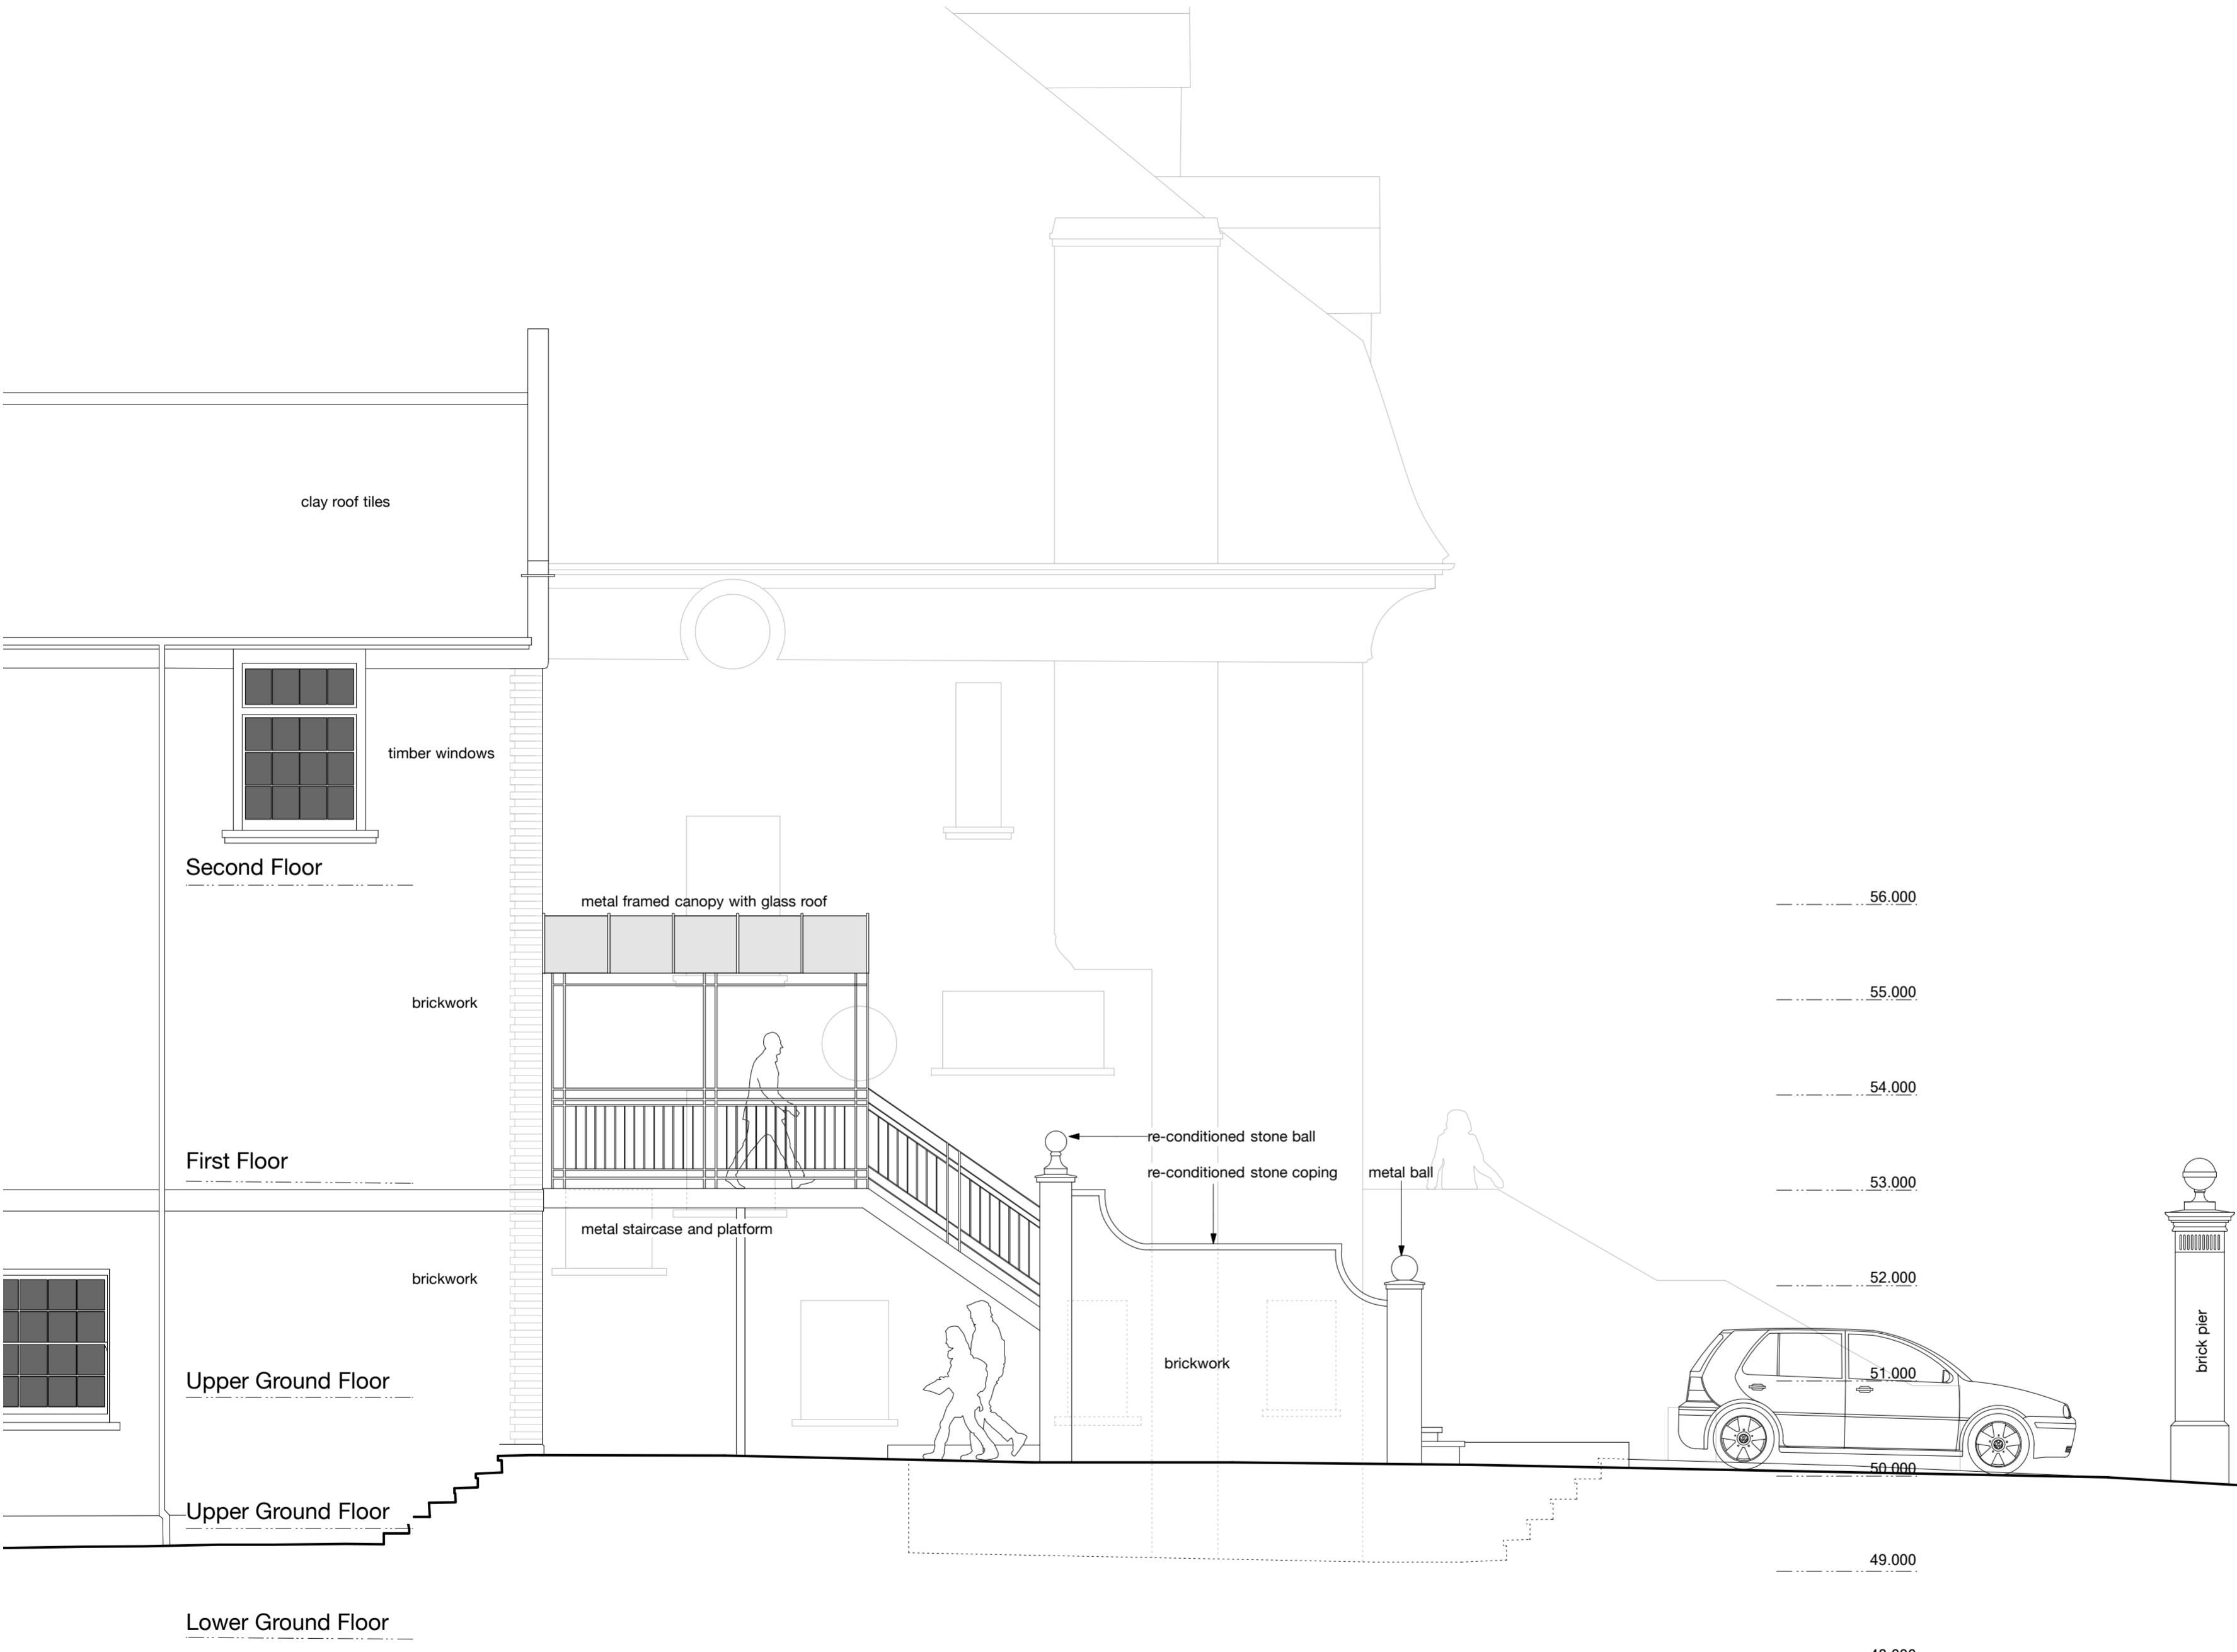 clay roof tiles
timber windows
Second Floor
metal framed canopy with glass roof
56.000
55.000
brickwork
54.000
re-conditioned stone ball
First Floor
re-conditioned stone coping
metal ball
53.000
metal staircase and platform
brickwork
52.000
brick pier
brickwork
51.000
Upper Ground Floor
50.000
Upper Ground Floor
49.000
Lower Ground Floor